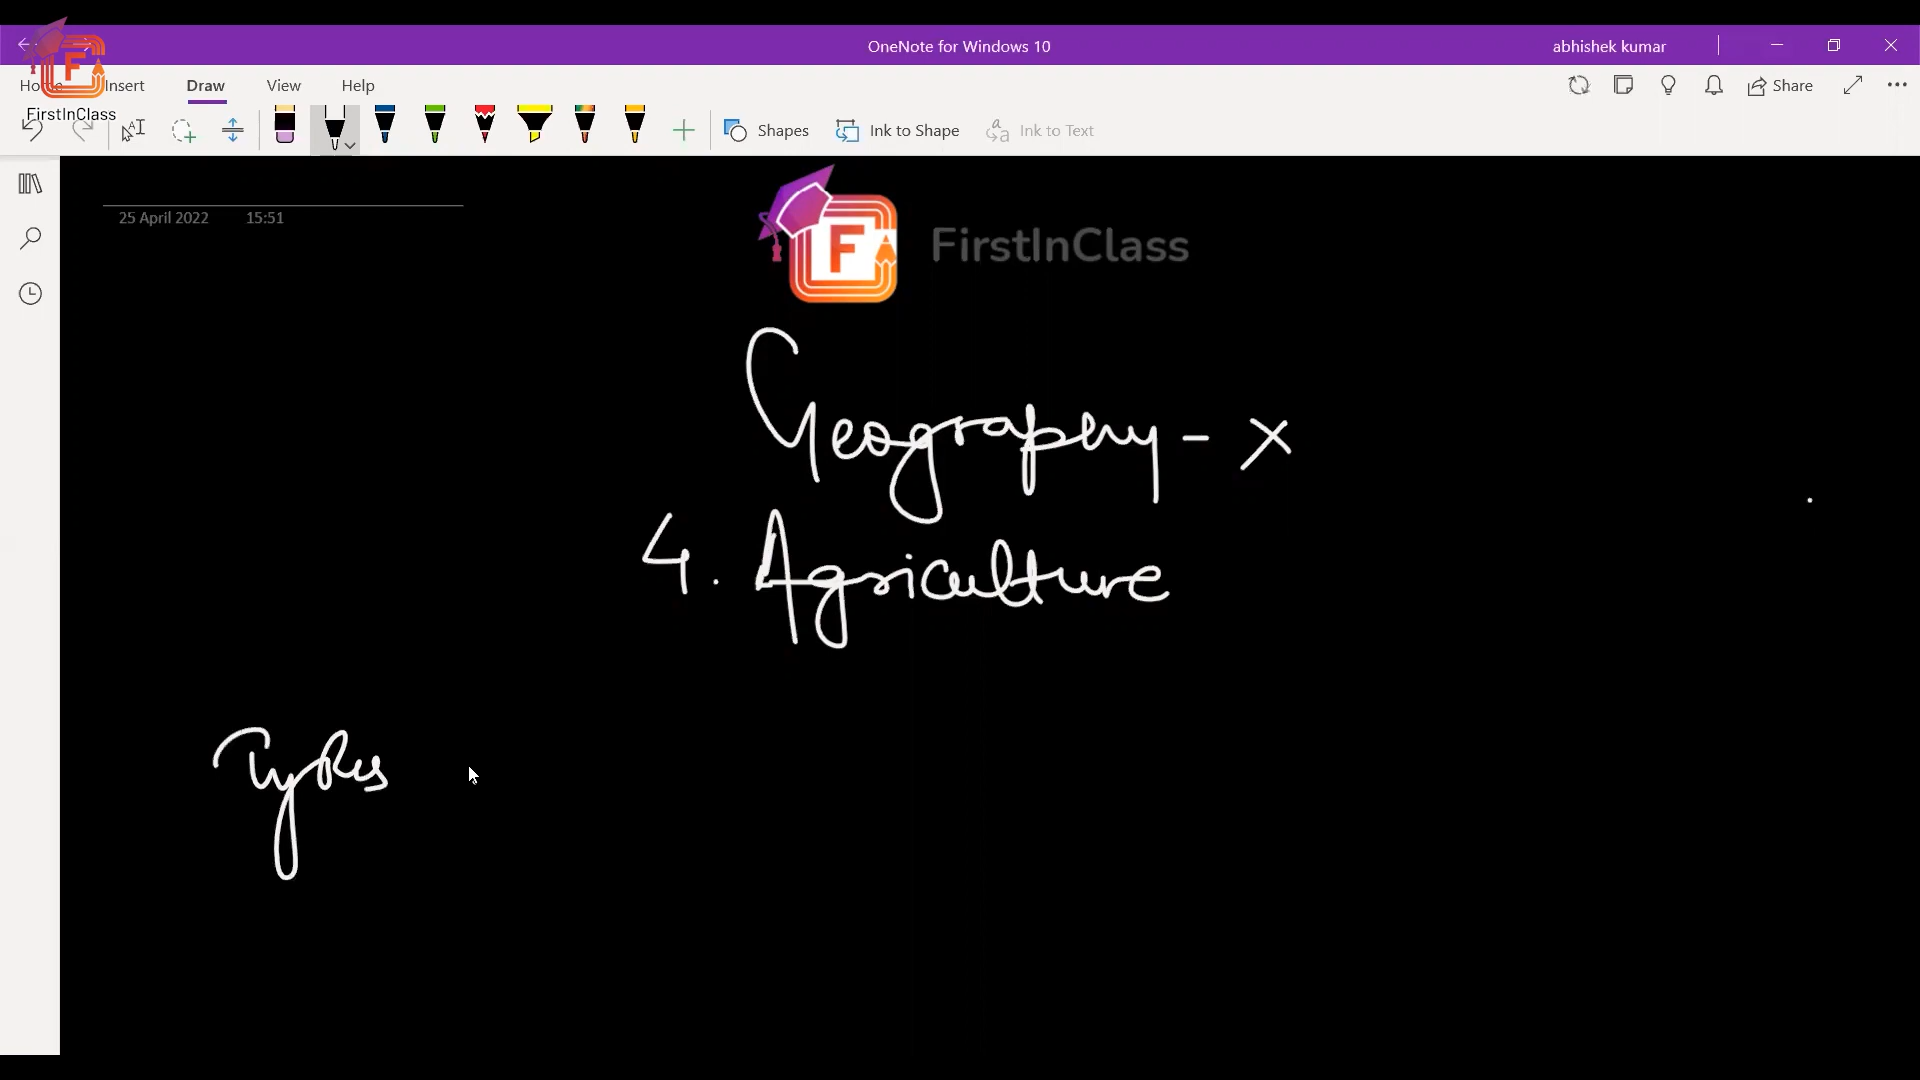 OneNote for Windows 10
abhishek kumar
Insert Draw View Help
Share
FirstInClass
Shapes Ink to Shape Ink to Text
25 April 2022 15:51
FirstInClass
Geography - X
4. Agriculture
Types